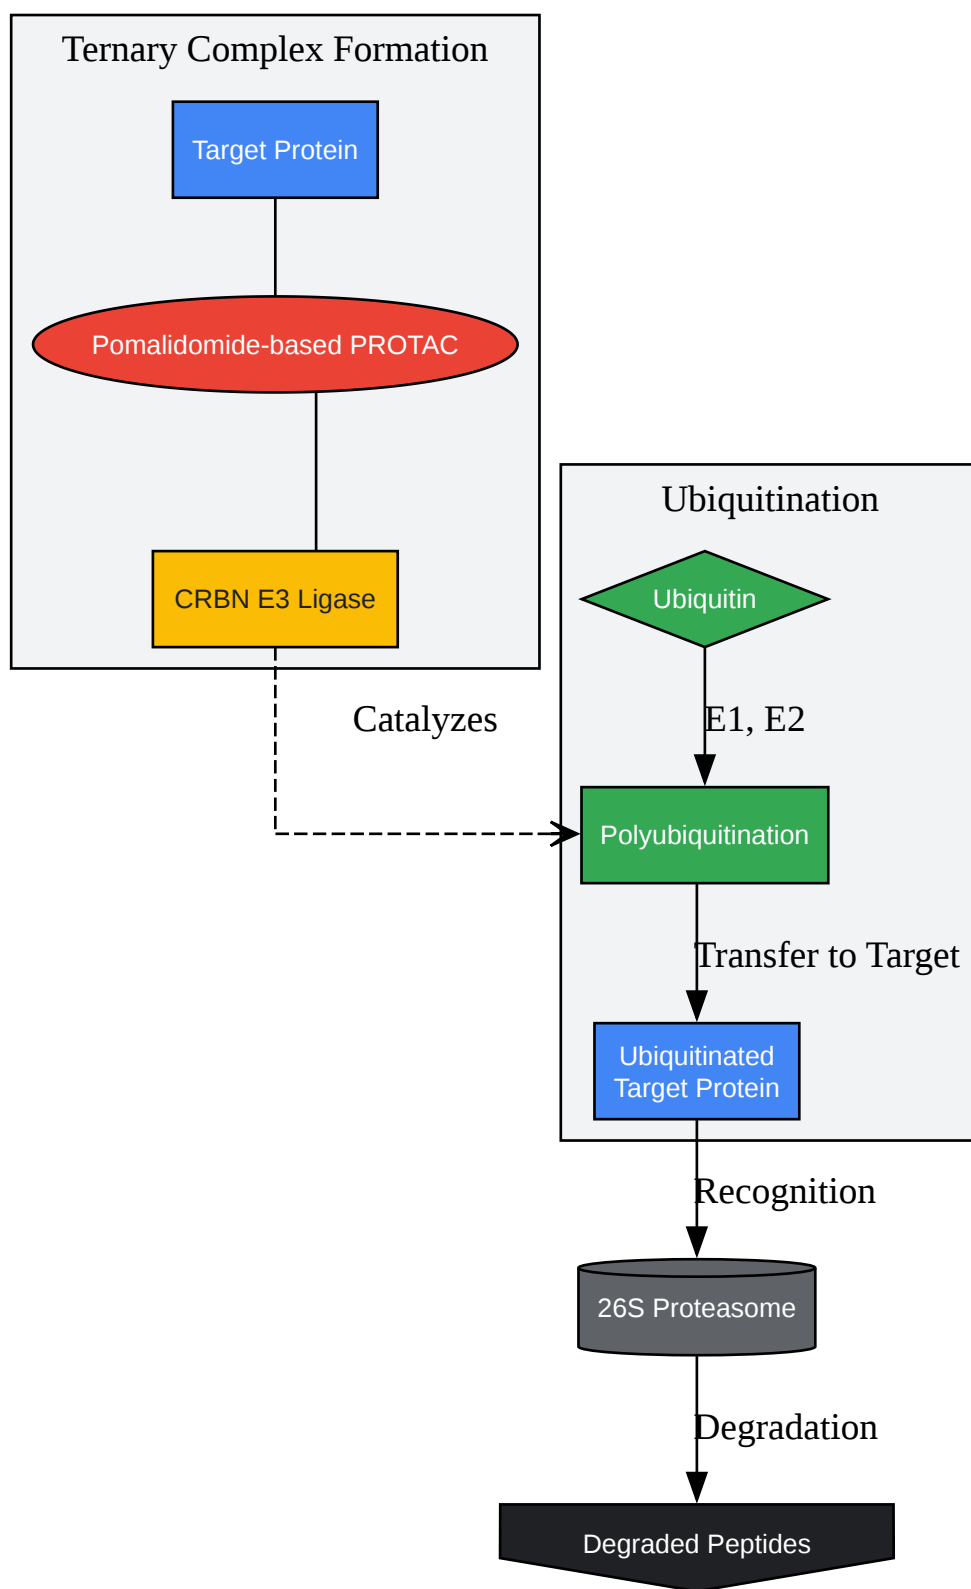 Ternary Complex Formation
Target Protein
Pomalidomide-based PROTAC
CRBN E3 Ligase
Catalyzes
Ubiquitination
Ubiquitin
E1, E2
Polyubiquitination
Transfer to Target
Ubiquitinated
Target Protein
Recognition
26S Proteasome
Degradation
Degraded Peptides